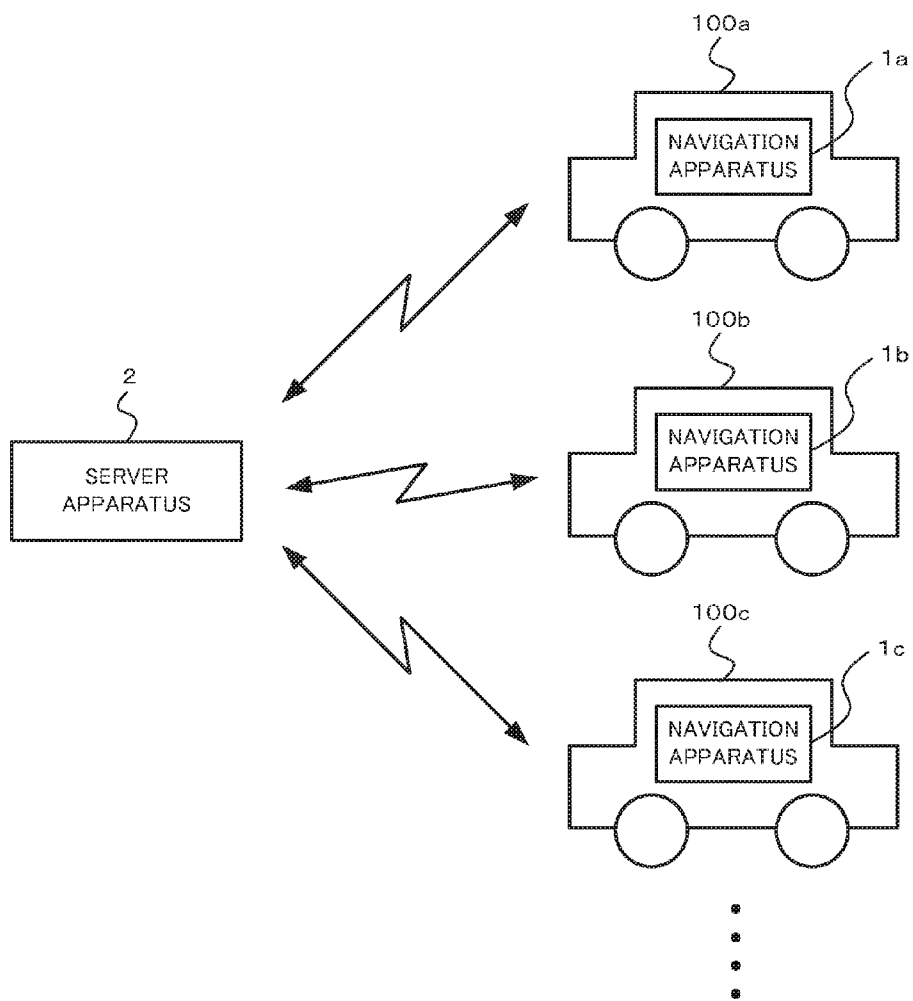 100a
1a
NAVIGATION
APPARATUS
100b
1b
NAVIGATION
APPARATUS
2
SERVER
APPARATUS
100c
1c
NAVIGATION
APPARATUS